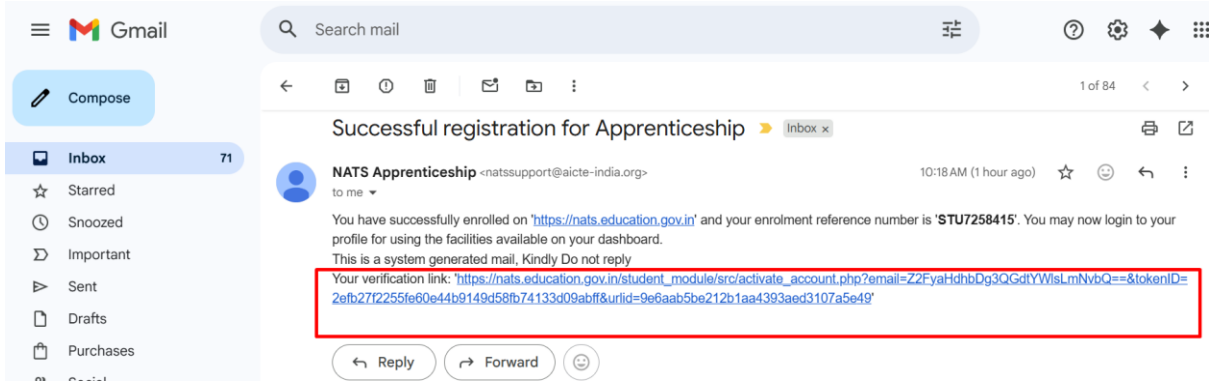 Gmail
Search mail
Compose
1 of 84
Successful registration for Apprenticeship Inbox x
Inbox 71
NATS Apprenticeship <natssupport@aicte-india.org> 10:18 AM (1 hour ago)
Starred
to me
You have successfully enrolled on 'https://nats.education.gov.in' and your enrolment reference number is 'STU7258415'. You may now login to your
Snoozed
profile for using the facilities available on your dashboard.
Important
This is a system generated mail, Kindly Do not reply
Your verification link: 'https://nats.education.gov.in/student_module/src/activate_account.php?email=Z2FyaHdhbDg3QGdtYWlsLmNvbQ==&tokenID=
Sent
2efb27f2255fe60e44b9149d58fb74133d09abff&urlid=9e6aab5be212b1aa4393aed3107a5e49'
Drafts
Purchases
Reply Forward